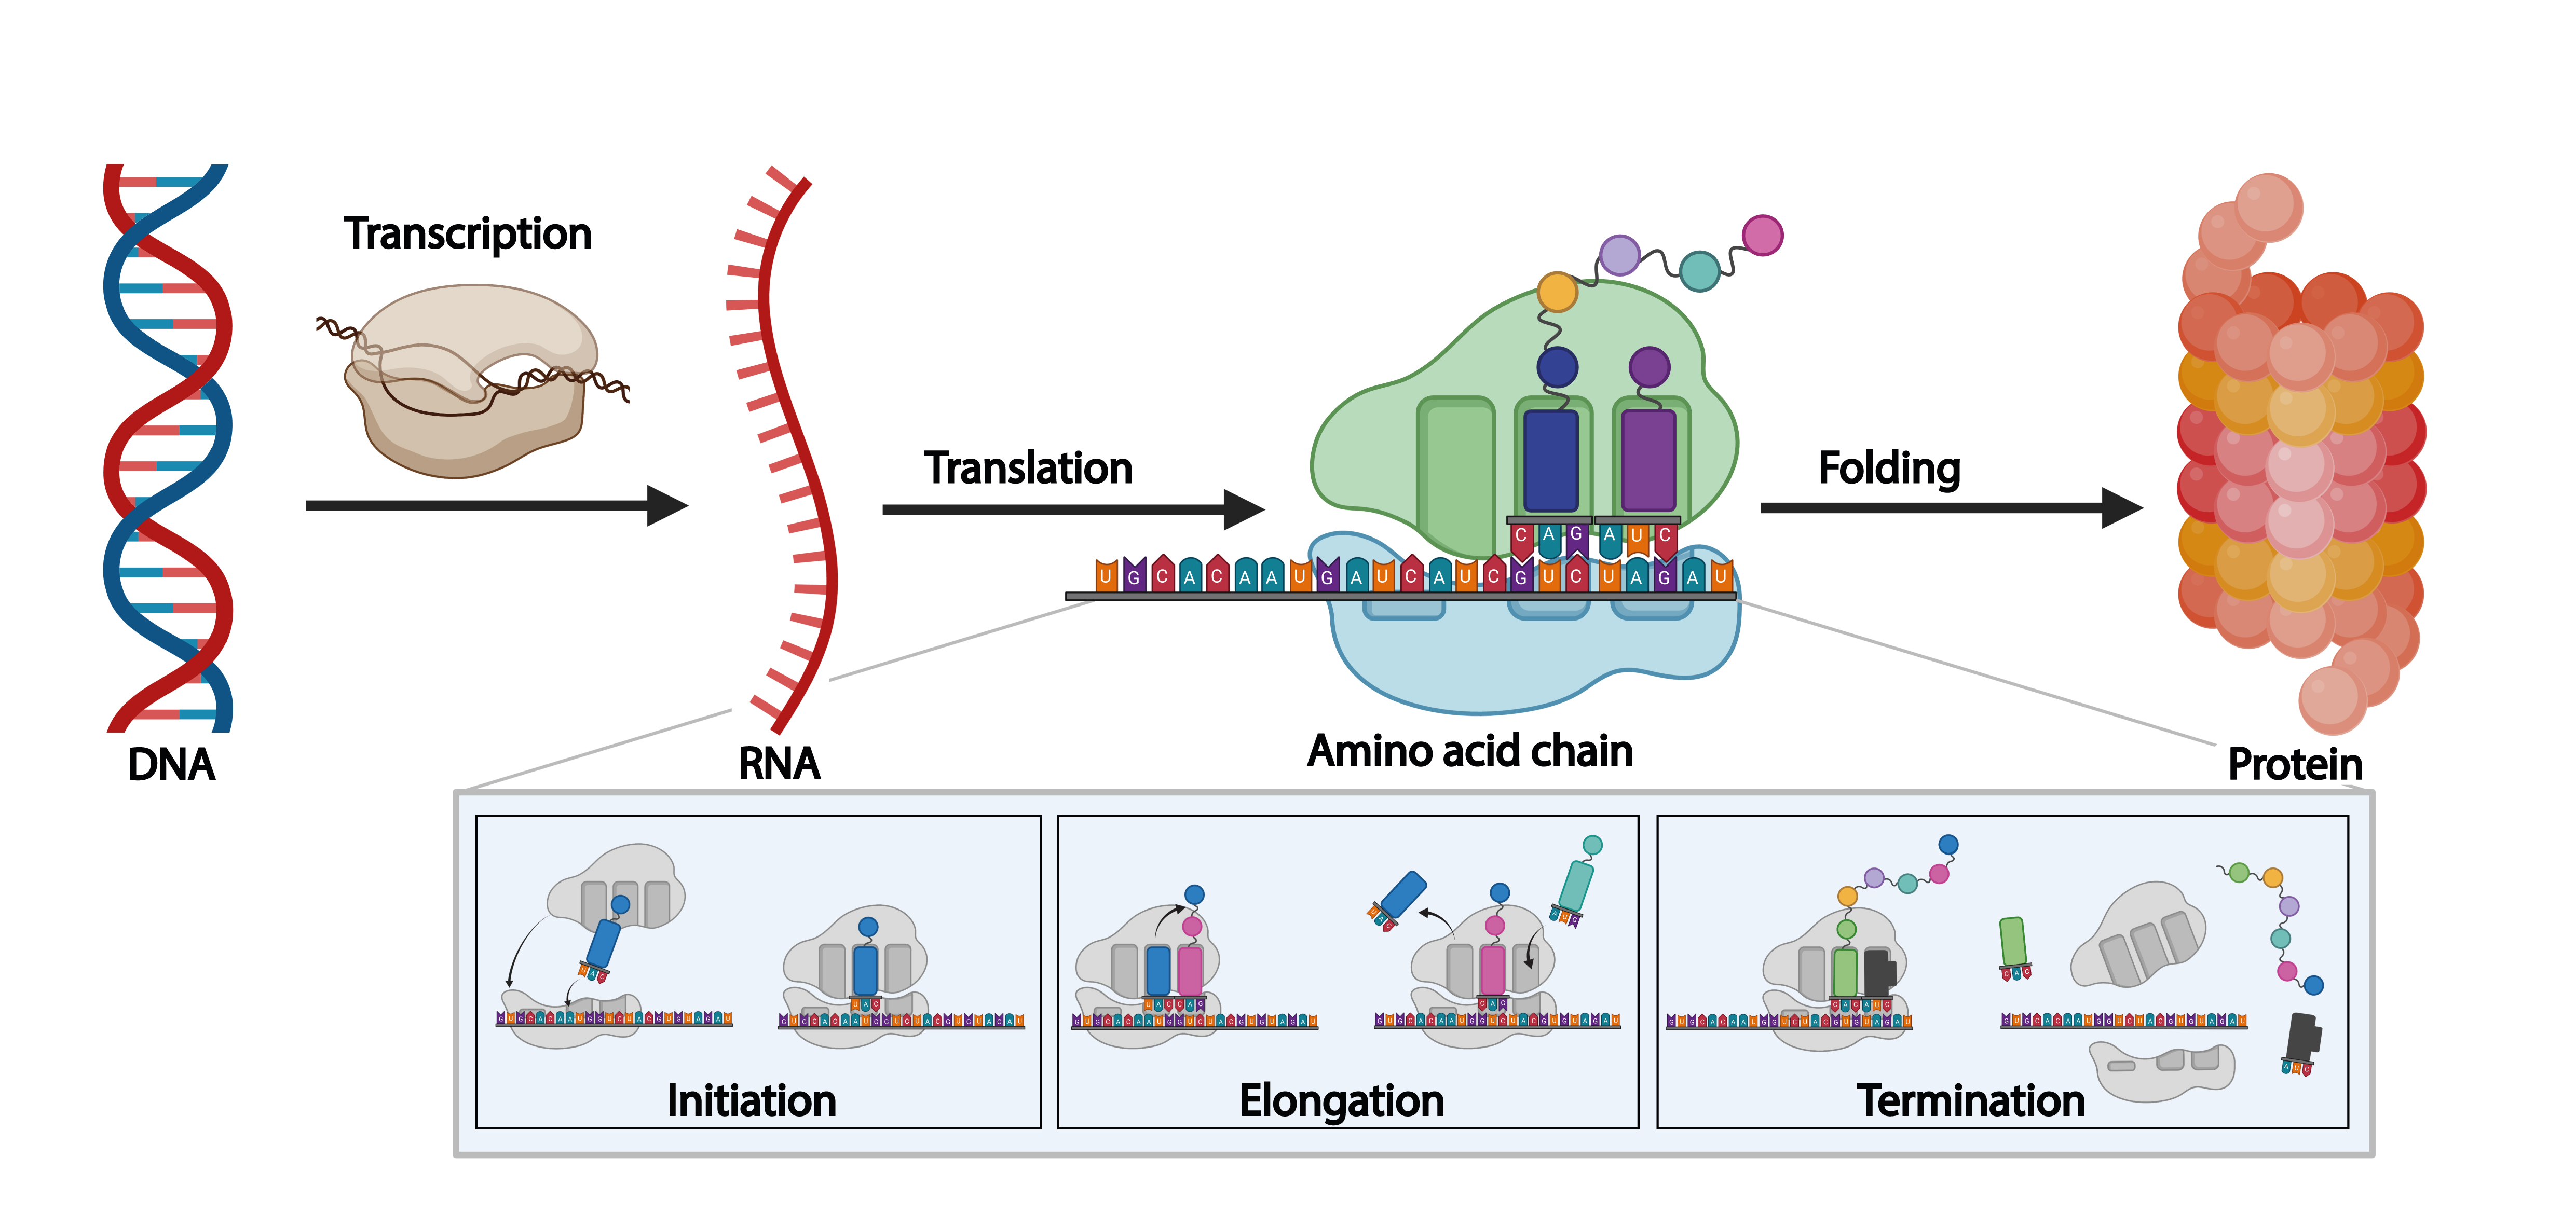 Transcription
Translation
Folding
C A G A U C
U G C A C A A U G A U C A U C G U C U A G A U
DNA
RNA
Amino acid chain
Protein
U A C
G U G C A C A A U G G U C U A C G U G U A G A U
U A C
G U G C A C A A U G G U C U A C G U G U A G A U
Initiation
U A C C A G
G U G C A C A A U G G U C U A C G U G U A G A U
U A C
A U G
C A G
G U G C A C A A U G G U C U A C G U G U A G A U
Elongation
C A C A U C
G U G C A C A A U G G U C U A C G U G U A G A U
C A C
G U G C A C A A U G G U C U A C G U G U A G A U
A U C
Termination